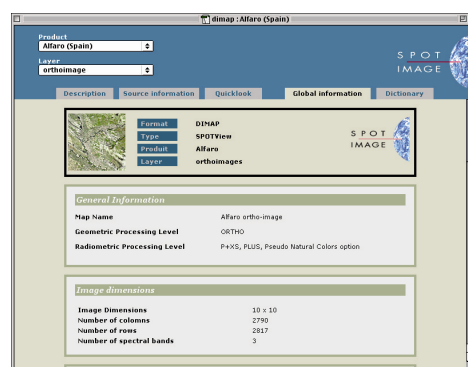 dimap : Alfaro (Spain)
Product
Alfaro (Spain)
Layer
orthoimage
SPOT
IMAGE
Description Source information Quicklook Global information Dictionary
Format DIMAP
Type SPOTView
Produit Alfaro
Layer orthoimages
SPOT
IMAGE
General Information
Map Name Alfaro ortho-image
Geometric Processing Level ORTHO
Radiometric Processing Level P+XS, PLUS, Pseudo Natural Colors option
Image dimensions
Image Dimensions 10 x 10
Number of colomns 2790
Number of rows 2817
Number of spectral bands 3